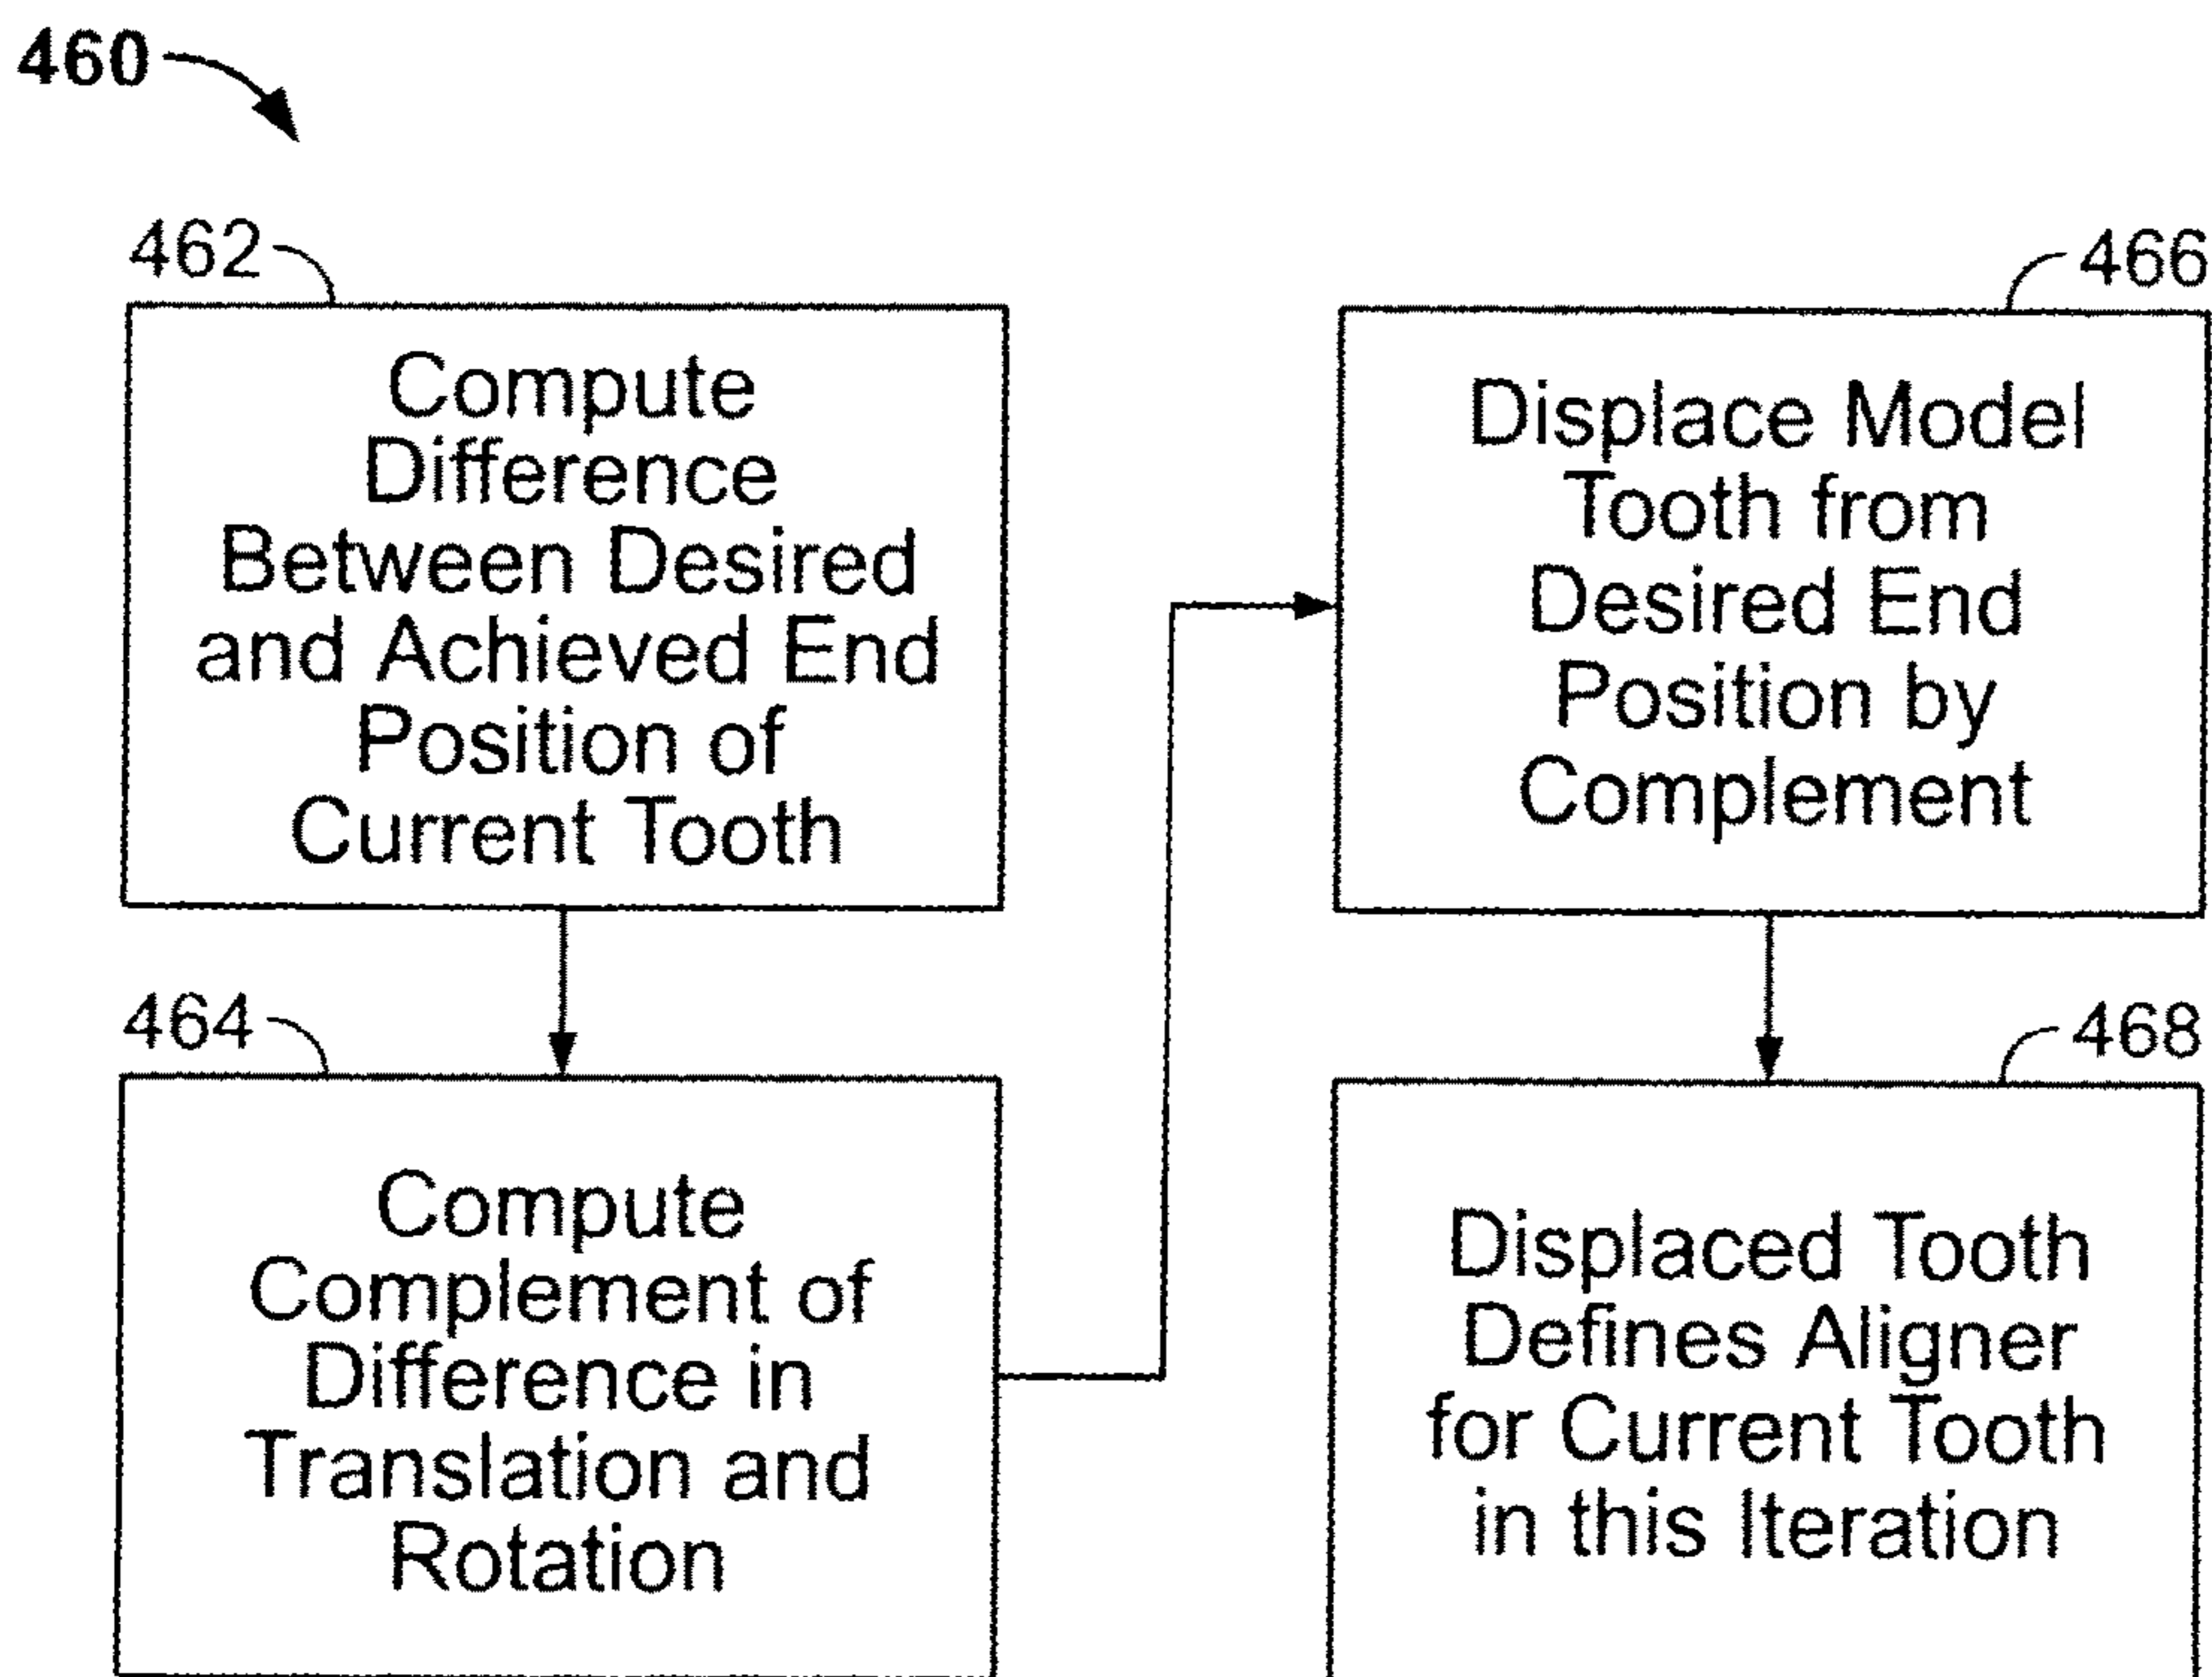 460
462
Compute
Difference
Between Desired
and Achieved End
Position of
Current Tooth
464
Compute
Complement of
Difference in
Translation and
Rotation
466
Displace Model
Tooth from
Desired End
Position by
Complement
468
Displaced Tooth
Defines Aligner
for Current Tooth
in this Iteration